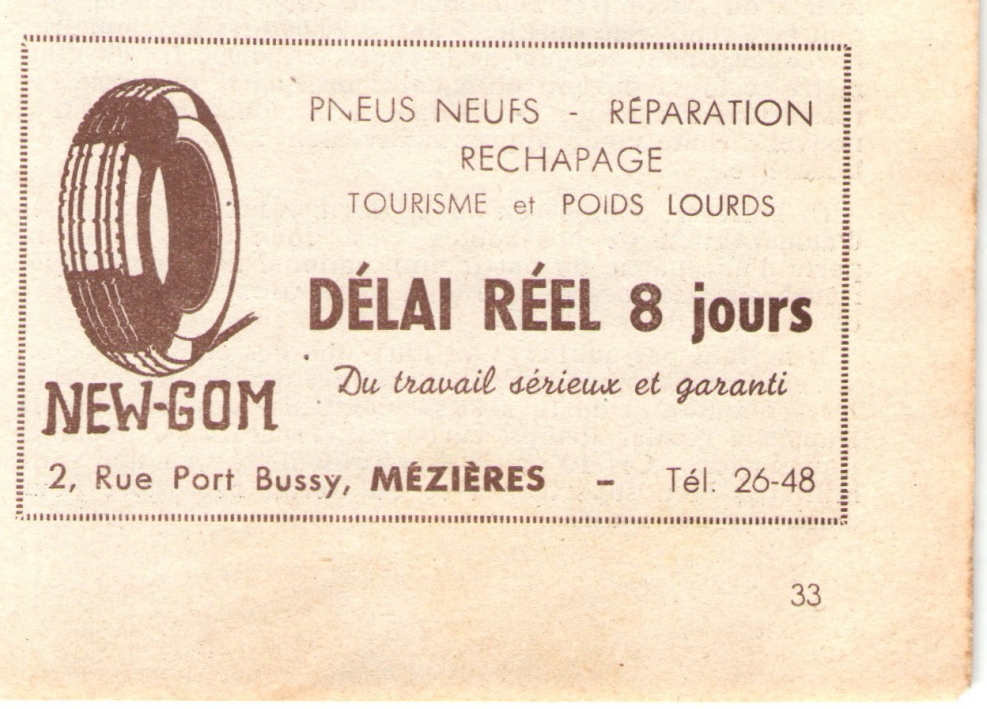 PNEUS NEUFS - RÉPARATION
RECHAPAGE
TOURISME et POIDS LOURDS
DÉLAI RÉEL 8 jours
Du travail sérieux et garanti
NEW-GOM
2, Rue Port Bussy, MÉZIÈRES - Tél. 26-48
33